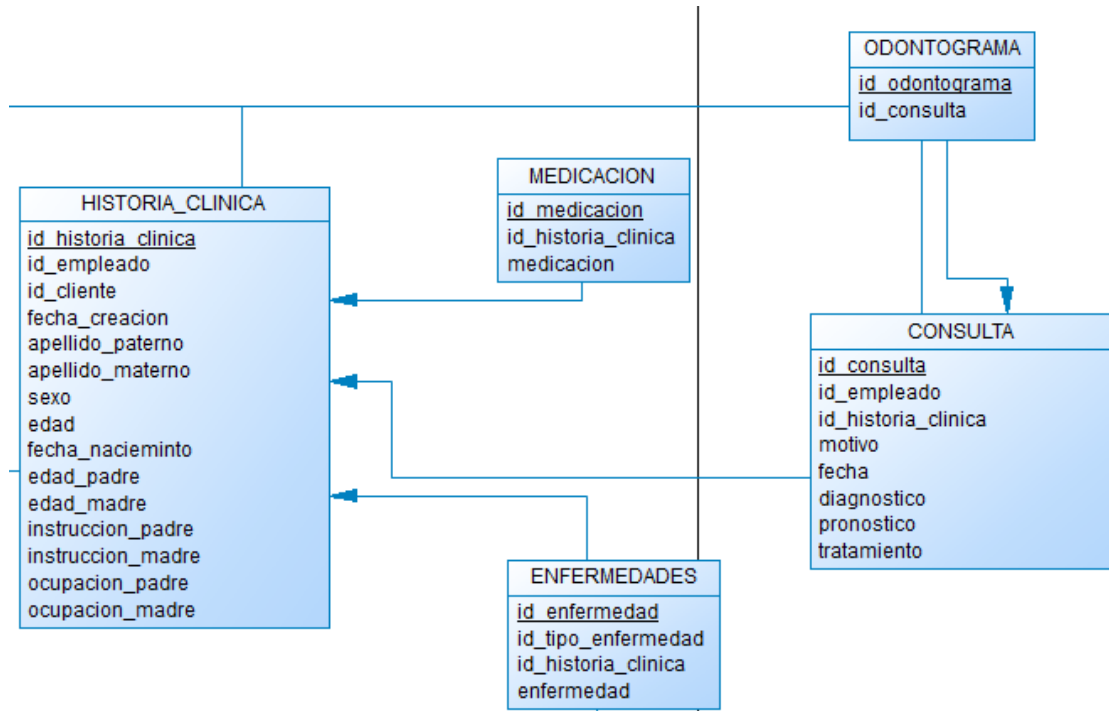 ODONTOGRAMA
id_odontograma
id_consulta
MEDICACION
id_medicacion
id_historia_clinica
medicacion
HISTORIA_CLINICA
id_historia_clinica
id_empleado
id_cliente
fecha_creacion
apellido_paterno
apellido_materno
sexo
edad
fecha_nacieminto
edad_padre
edad_madre
instruccion_padre
instruccion_madre
ocupacion_padre
ocupacion_madre
CONSULTA
id_consulta
id_empleado
id_historia_clinica
motivo
fecha
diagnostico
pronostico
tratamiento
ENFERMEDADES
id_enfermedad
id_tipo_enfermedad
id_historia_clinica
enfermedad